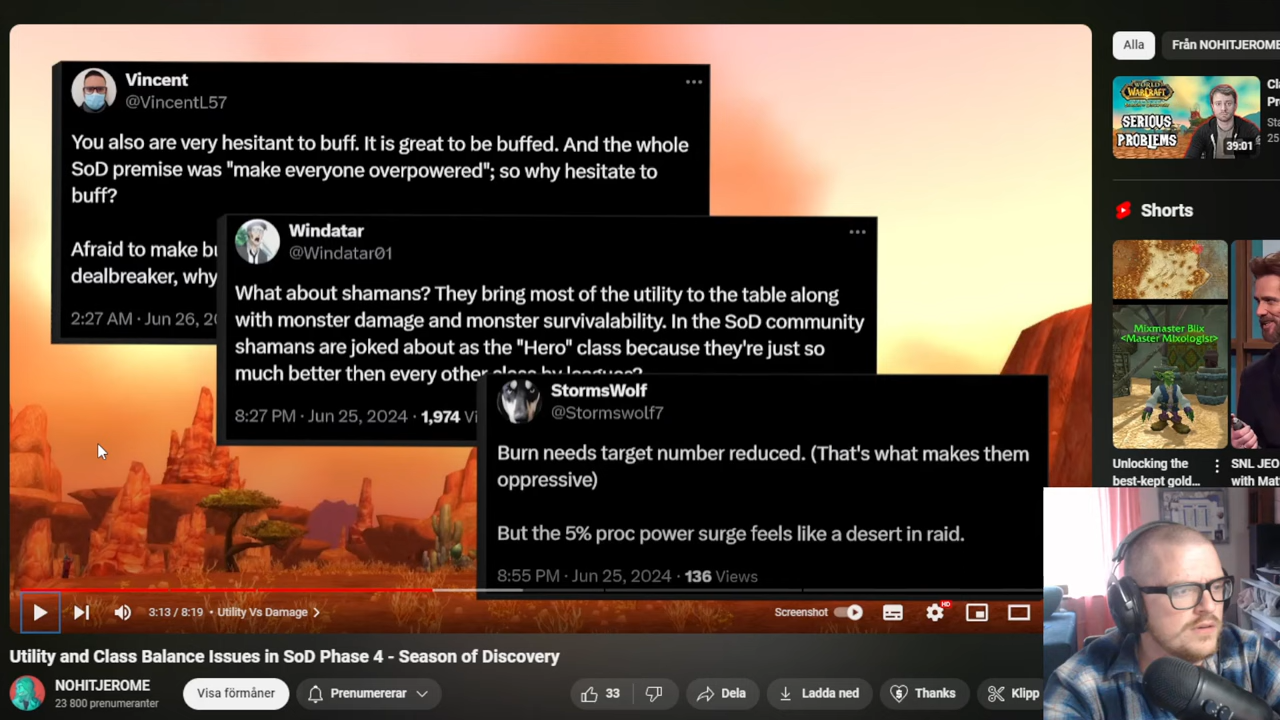 Vincent
@VincentL57
You also are very hesitant to buff. It is great to be buffed. And the whole
SoD premise was "make everyone overpowered"; so why hesitate to
buff?
Afraid to make
dealbreaker, why
2:27 AM · Jun 26,
Windatar
@Windatar01
What about shamans? They bring most of the utility to the table along
with monster damage and monster survivalability. In the SoD community
shamans are joked about as the "Hero" class because they're just so
much better then every other class by leagues?
8:27 PM · Jun 25, 2024 · 1,974
StormsWolf
@Stormswolf7
Burn needs target number reduced. (That's what makes them
oppressive)
But the 5% proc power surge feels like a desert in raid.
8:55 PM · Jun 25, 2024 · 136 Views
3:13 / 8:19 · Utility Vs Damage >
Screenshot
HD
Utility and Class Balance Issues in SoD Phase 4 - Season of Discovery
NOHITJEROME
23 800 prenumeranter
Visa förmåner
Prenumererar
33
Dela
Ladda ned
Thanks
Klipp
Alla
Från NOHITJEROME
WORLD
WARCRAFT
SERIOUS
PROBLEMS
39:01
Shorts
Mixmaster Blix
<Master Mixologist>
Unlocking the
best-kept gold...
SNL JEO
with Mat